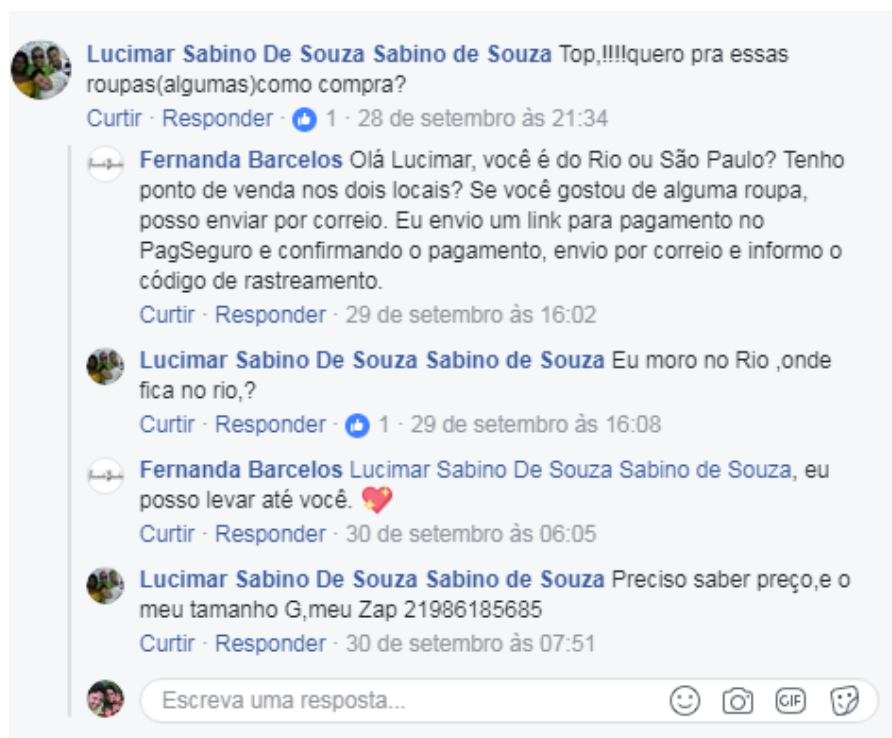 Lucimar Sabino De Souza Sabino de Souza Top,!!!!quero pra essas
roupas(algumas)como compra?
Curtir · Responder · 1 · 28 de setembro às 21:34
Fernanda Barcelos Olá Lucimar, você é do Rio ou São Paulo? Tenho
ponto de venda nos dois locais? Se você gostou de alguma roupa,
posso enviar por correio. Eu envio um link para pagamento no
PagSeguro e confirmando o pagamento, envio por correio e informo o
código de rastreamento.
Curtir · Responder · 29 de setembro às 16:02
Lucimar Sabino De Souza Sabino de Souza Eu moro no Rio ,onde
fica no rio,?
Curtir · Responder · 1 · 29 de setembro às 16:08
Fernanda Barcelos Lucimar Sabino De Souza Sabino de Souza, eu
posso levar até você. 💖
Curtir · Responder · 30 de setembro às 06:05
Lucimar Sabino De Souza Sabino de Souza Preciso saber preço,e o
meu tamanho G,meu Zap 21986185685
Curtir · Responder · 30 de setembro às 07:51
Escreva uma resposta... GIF